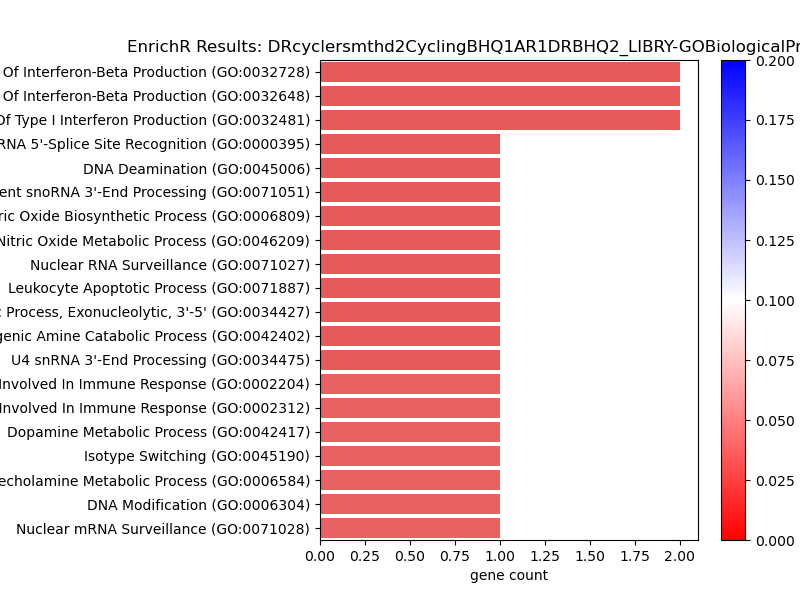 EnrichR Results: DRcyclersmthd2CyclingBHQ1AR1DRBHQ2_LIBRY-GOBiologicalPr
Of Interferon-Beta Production (GO:0032728)
Of Interferon-Beta Production (GO:0032648)
Of Type I Interferon Production (GO:0032481)
RNA 5'-Splice Site Recognition (GO:0000395)
DNA Deamination (GO:0045006)
ent snoRNA 3'-End Processing (GO:0071051)
ric Oxide Biosynthetic Process (GO:0006809)
Nitric Oxide Metabolic Process (GO:0046209)
Nuclear RNA Surveillance (GO:0071027)
Leukocyte Apoptotic Process (GO:0071887)
c Process, Exonucleolytic, 3'-5' (GO:0034427)
genic Amine Catabolic Process (GO:0042402)
U4 snRNA 3'-End Processing (GO:0034475)
Involved In Immune Response (GO:0002204)
Involved In Immune Response (GO:0002312)
Dopamine Metabolic Process (GO:0042417)
Isotype Switching (GO:0045190)
echolamine Metabolic Process (GO:0006584)
DNA Modification (GO:0006304)
Nuclear mRNA Surveillance (GO:0071028)
0.00 0.25 0.50 0.75 1.00 1.25 1.50 1.75 2.00
gene count
0.200
0.175
0.150
0.125
0.100
0.075
0.050
0.025
0.000